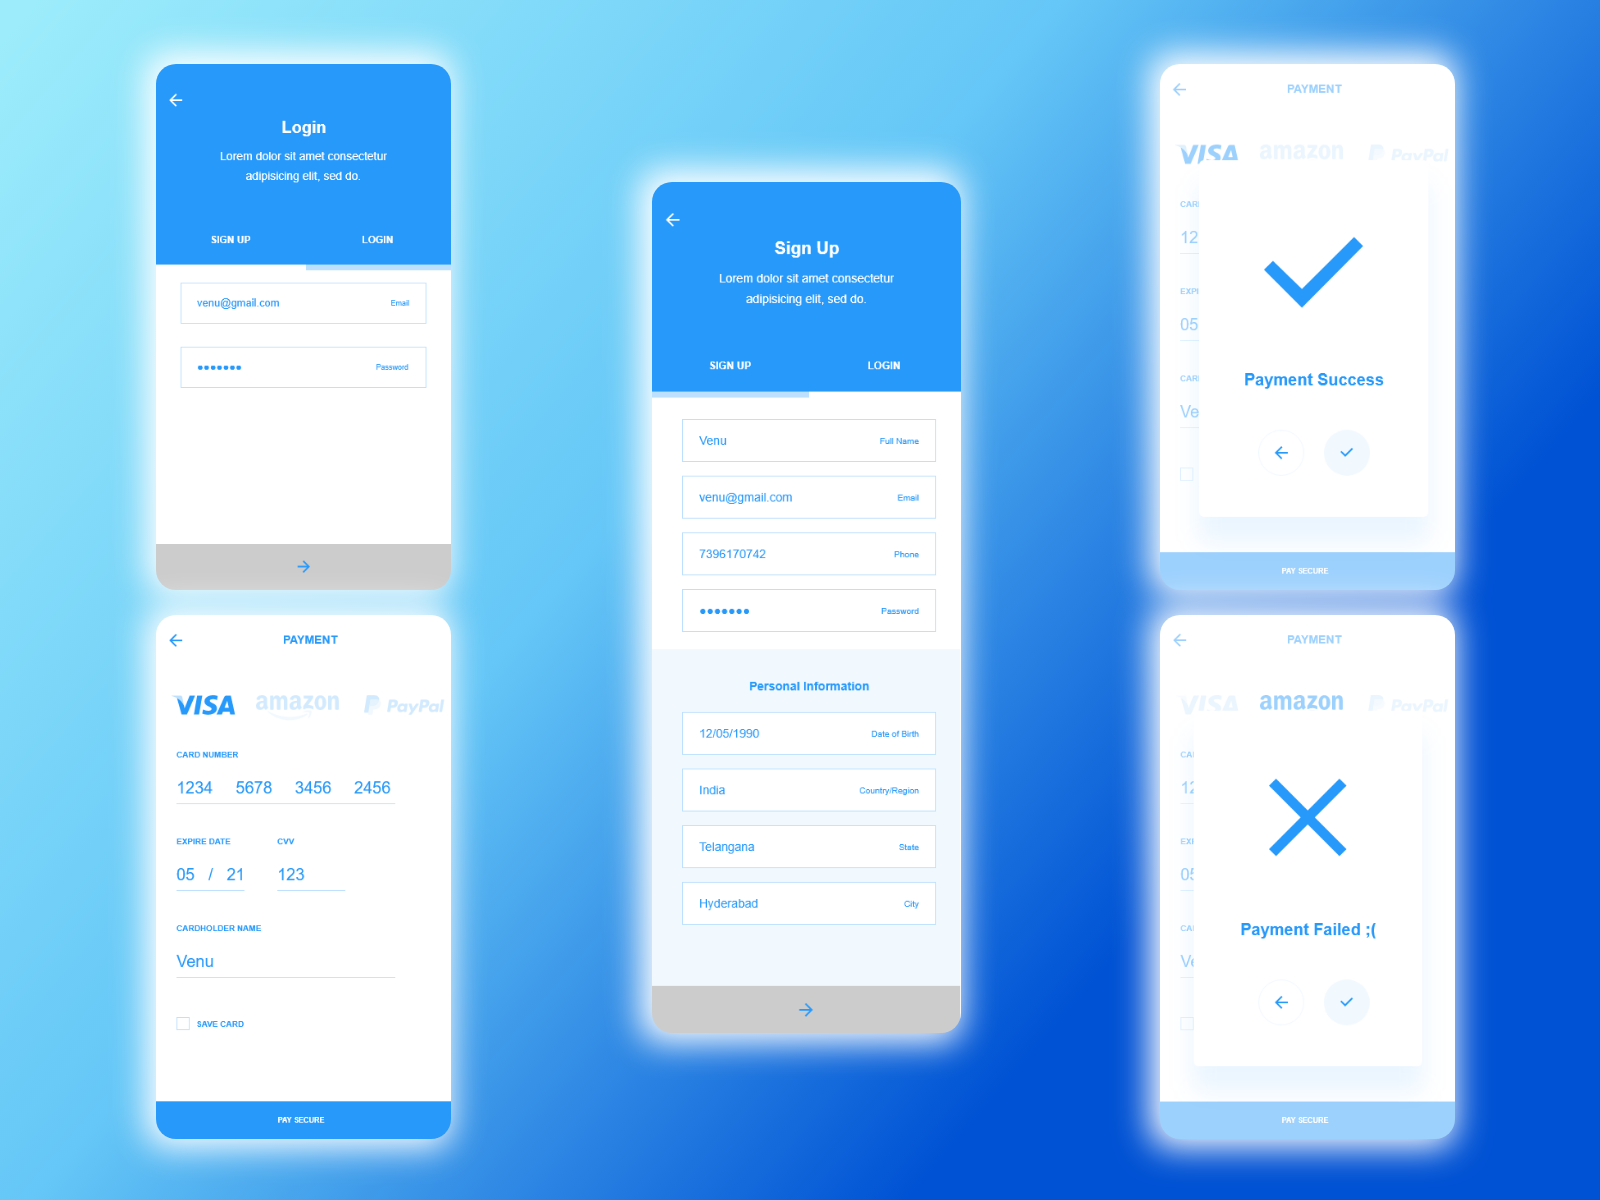 Login
Lorem dolor sit amet consectetur
adipisicing elit, sed do.
SIGN UP LOGIN
venu@gmail.com Email
●●●●●●● Password
PAYMENT
VISA amazon PayPal
CARD NUMBER
1234 5678 3456 2456
EXPIRE DATE CVV
05 / 21 123
CARDHOLDER NAME
Venu
SAVE CARD
PAY SECURE
Sign Up
Lorem dolor sit amet consectetur
adipisicing elit, sed do.
SIGN UP LOGIN
Venu Full Name
venu@gmail.com Email
7396170742 Phone
●●●●●●● Password
Personal Information
12/05/1990 Date of Birth
India Country/Region
Telangana State
Hyderabad City
PAYMENT
VISA amazon PayPal
CAR
12
EXPI
05
CAR
Ve
Payment Success
PAY SECURE
PAYMENT
VISA amazon PayPal
CA
12
EXI
05
CA
Ve
Payment Failed ;(
PAY SECURE